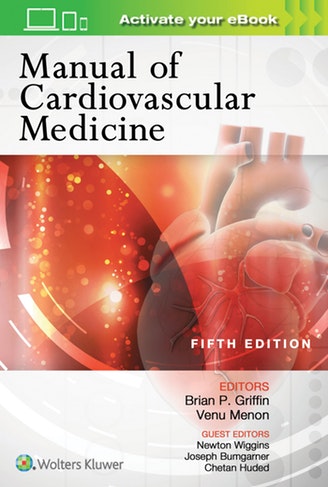 Activate your eBook
Manual of
Cardiovascular
Medicine
FIFTH EDITION
EDITORS
Brian P. Griffin
Venu Menon
GUEST EDITORS
Newton Wiggins
Joseph Bumgarner
Chetan Huded
Wolters Kluwer